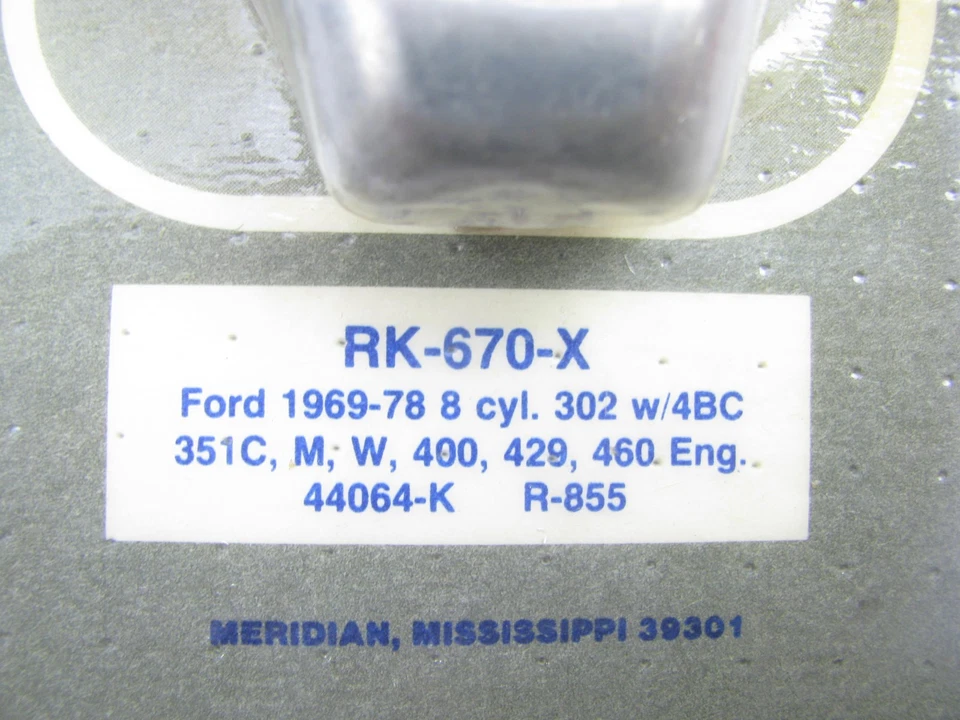 RK-670-X
Ford 1969-78 8 cyl. 302 w/4BC
351C, M, W, 400, 429, 460 Eng.
44064-K R-855
MERIDIAN, MISSISSIPPI 39301